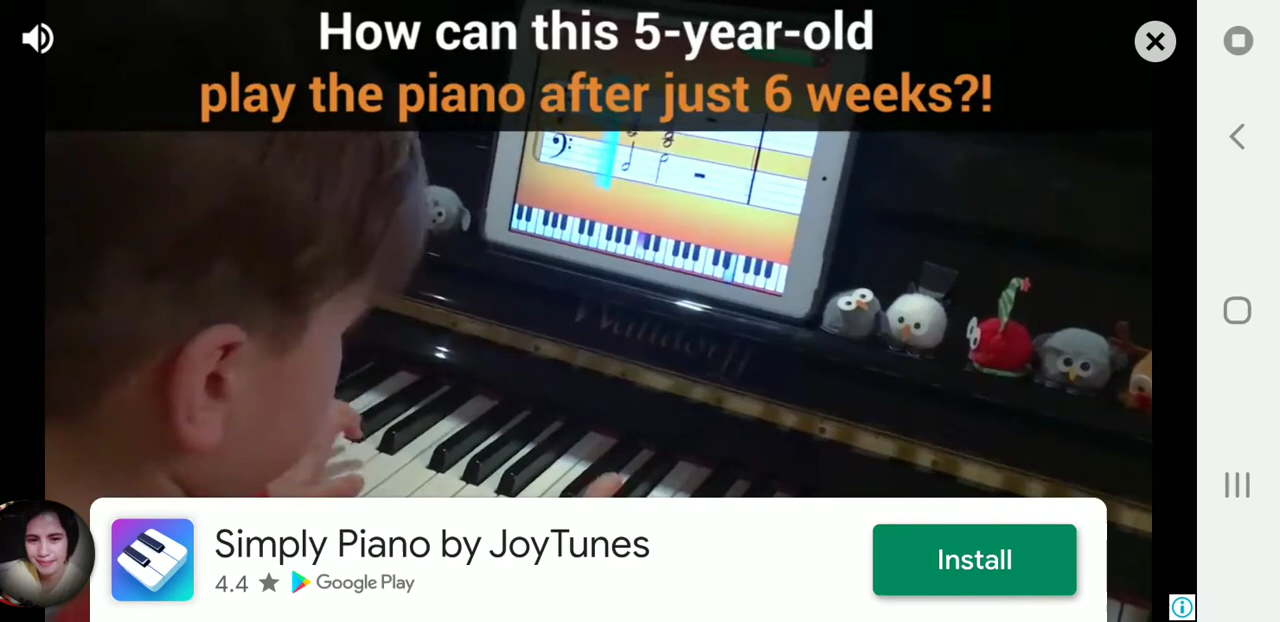 How can this 5-year-old
play the piano after just 6 weeks?!
Walldorff
Simply Piano by JoyTunes
4.4 ★ Google Play
Install